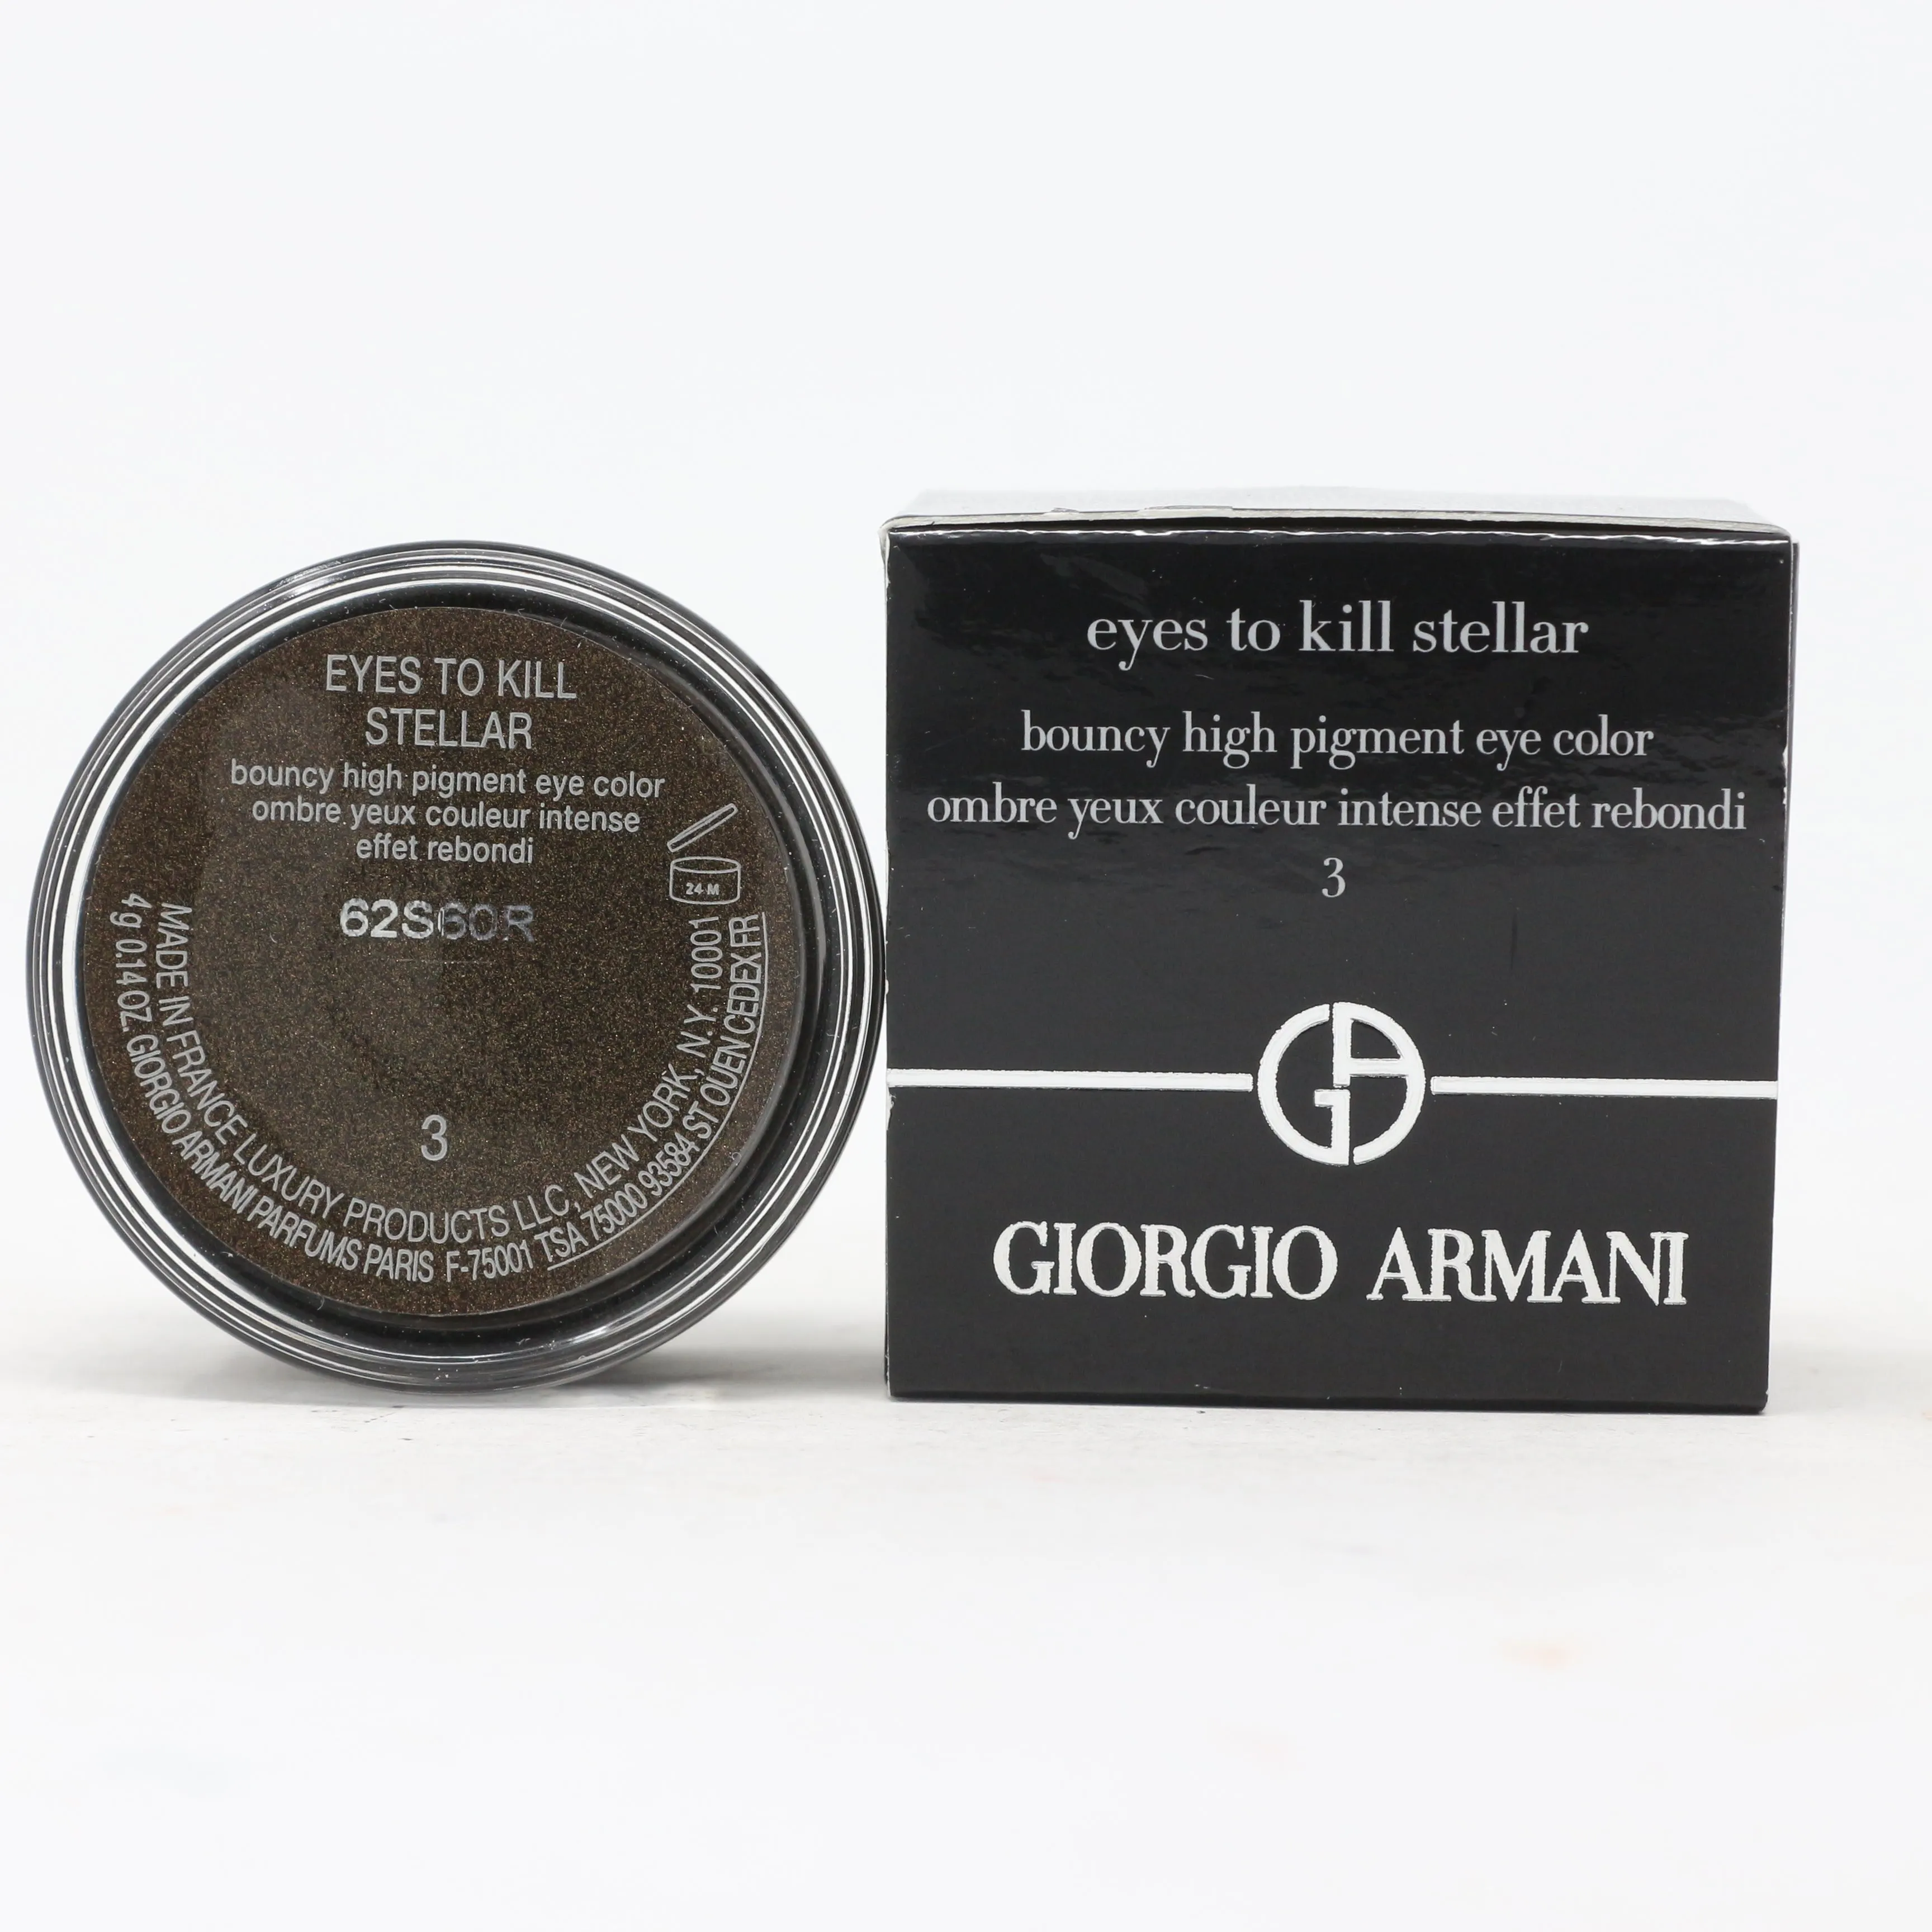 EYES TO KILL
STELLAR
bouncy high pigment eye color
ombre yeux couleur intense
effet rebondi
24 M
62S60R
3
MADE IN FRANCE LUXURY PRODUCTS LLC, NEW YORK, N.Y. 10001
4 g 0.14 OZ. GIORGIO ARMANI PARFUMS PARIS F-75001 TSA 75000 93584 ST OUEN CEDEX FR
eyes to kill stellar
bouncy high pigment eye color
ombre yeux couleur intense effet rebondi
3
GA
GIORGIO ARMANI